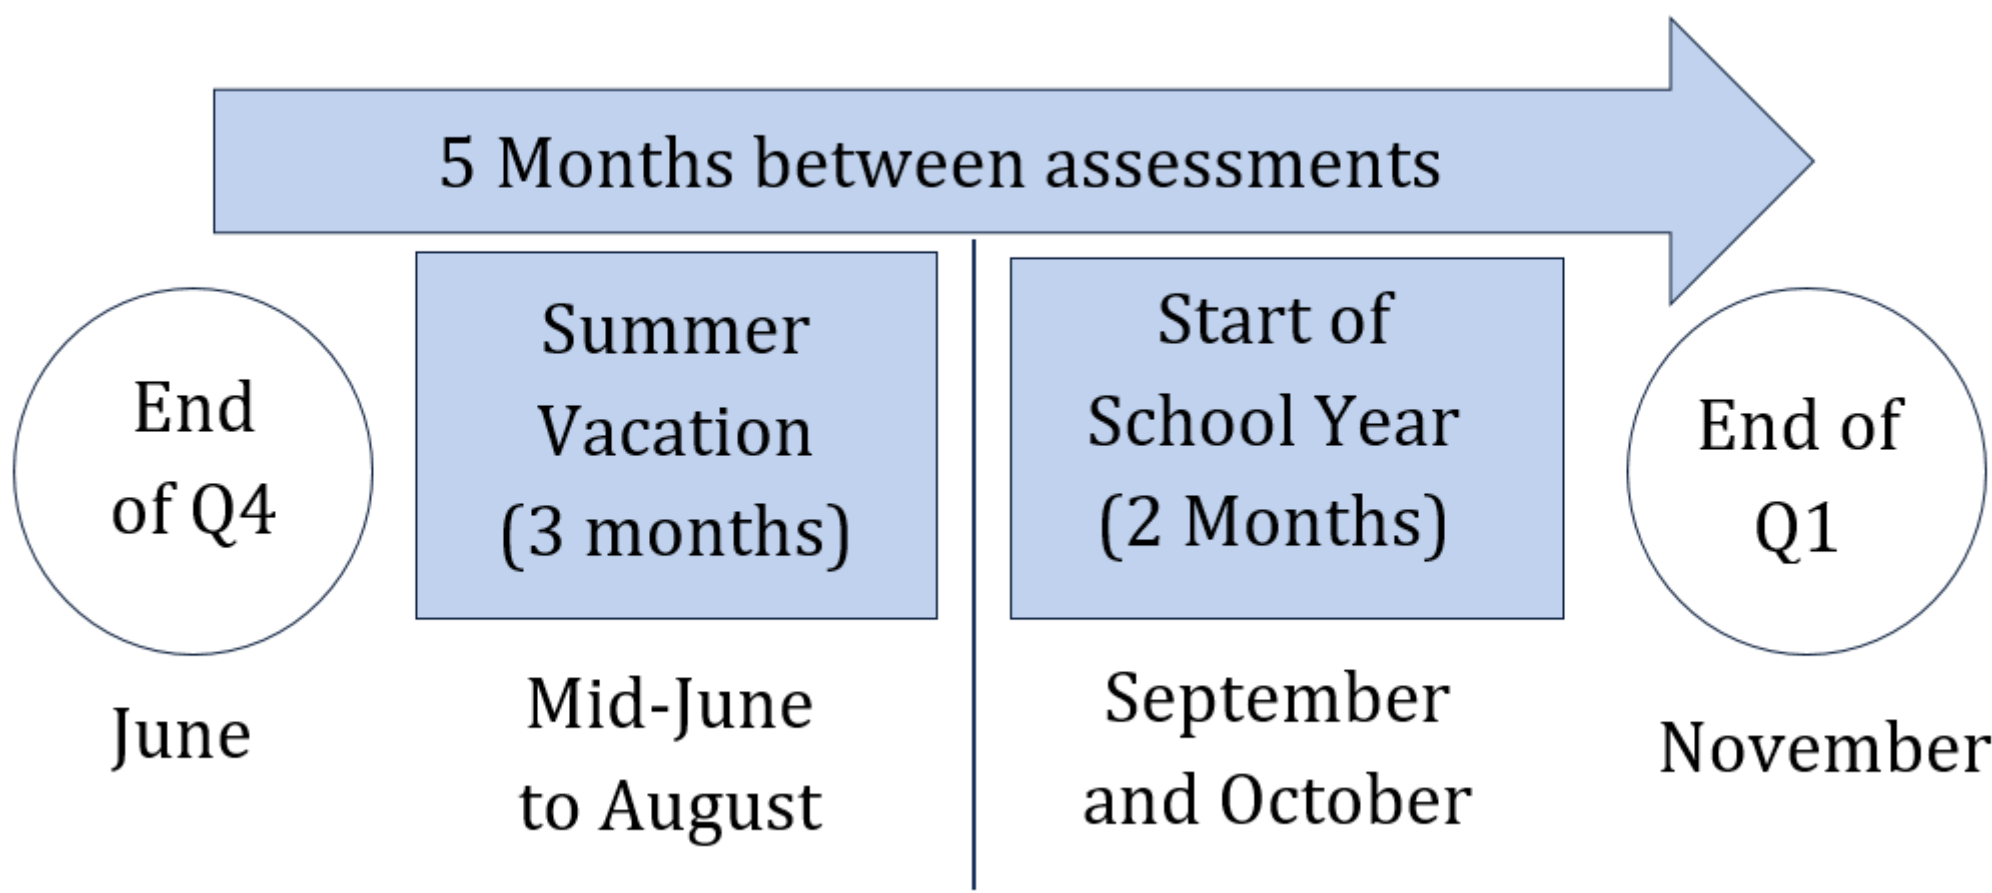 5 Months between assessments
End
of Q4
June
Summer
Vacation
(3 months)
Mid-June
to August
Start of
School Year
(2 Months)
September
and October
End of
Q1
November